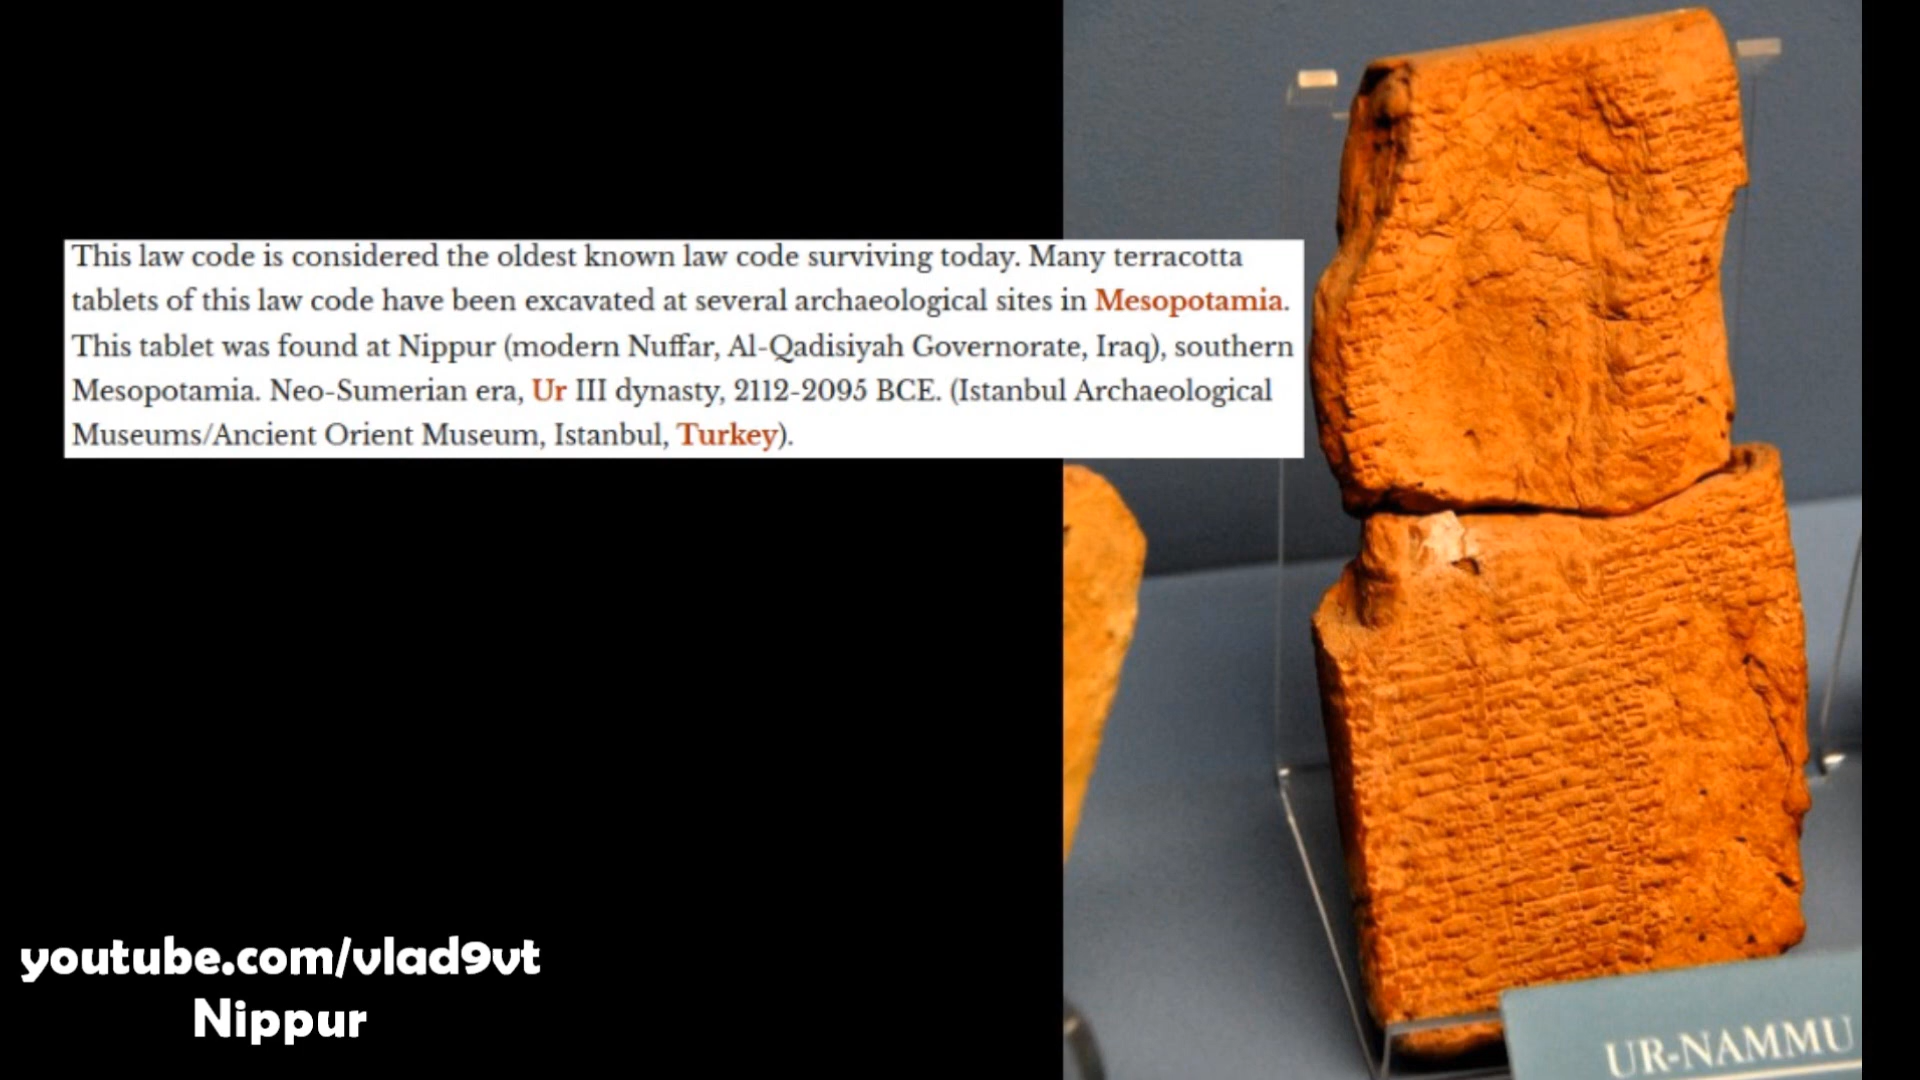 This law code is considered the oldest known law code surviving today. Many terracotta
tablets of this law code have been excavated at several archaeological sites in Mesopotamia.
This tablet was found at Nippur (modern Nuffar, Al-Qadisiyah Governorate, Iraq), southern
Mesopotamia. Neo-Sumerian era, Ur III dynasty, 2112-2095 BCE. (Istanbul Archaeological
Museums/Ancient Orient Museum, Istanbul, Turkey).
youtube.com/vlad9vt
Nippur
UR-NAMMU